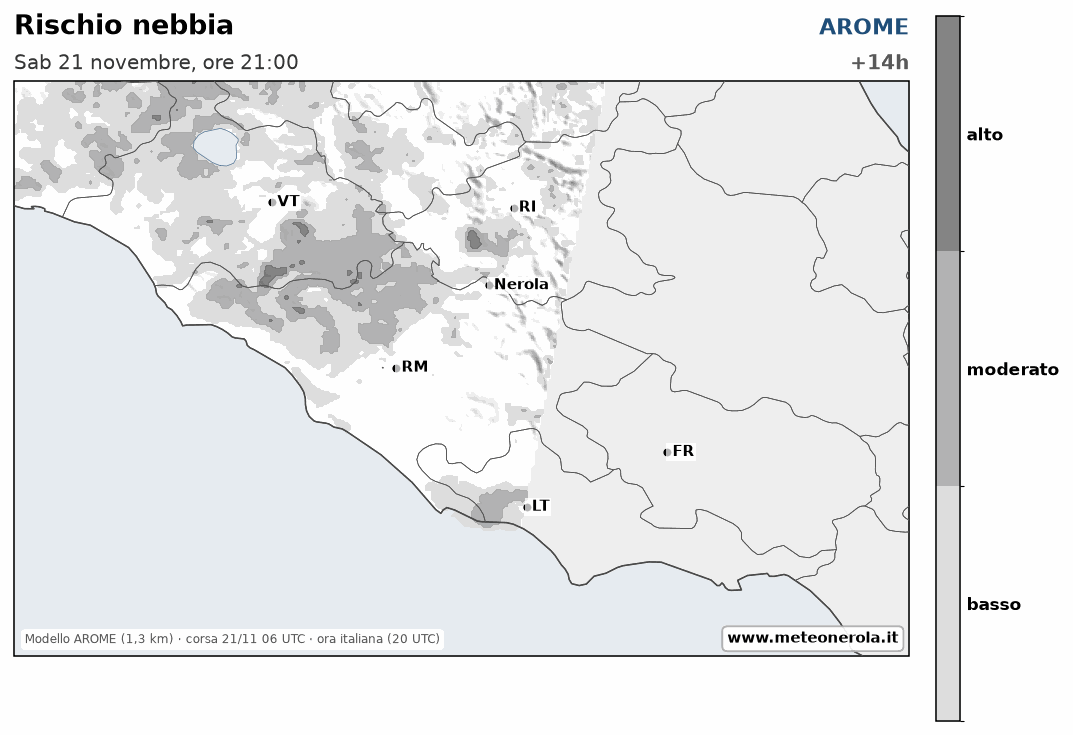 Rischio nebbia
AROME
Sab 21 novembre, ore 21:00
+14h
alto
VT
RI
Nerola
moderato
RM
FR
LT
basso
Modello AROME (1,3 km) · corsa 21/11 06 UTC · ora italiana (20 UTC)
www.meteonerola.it